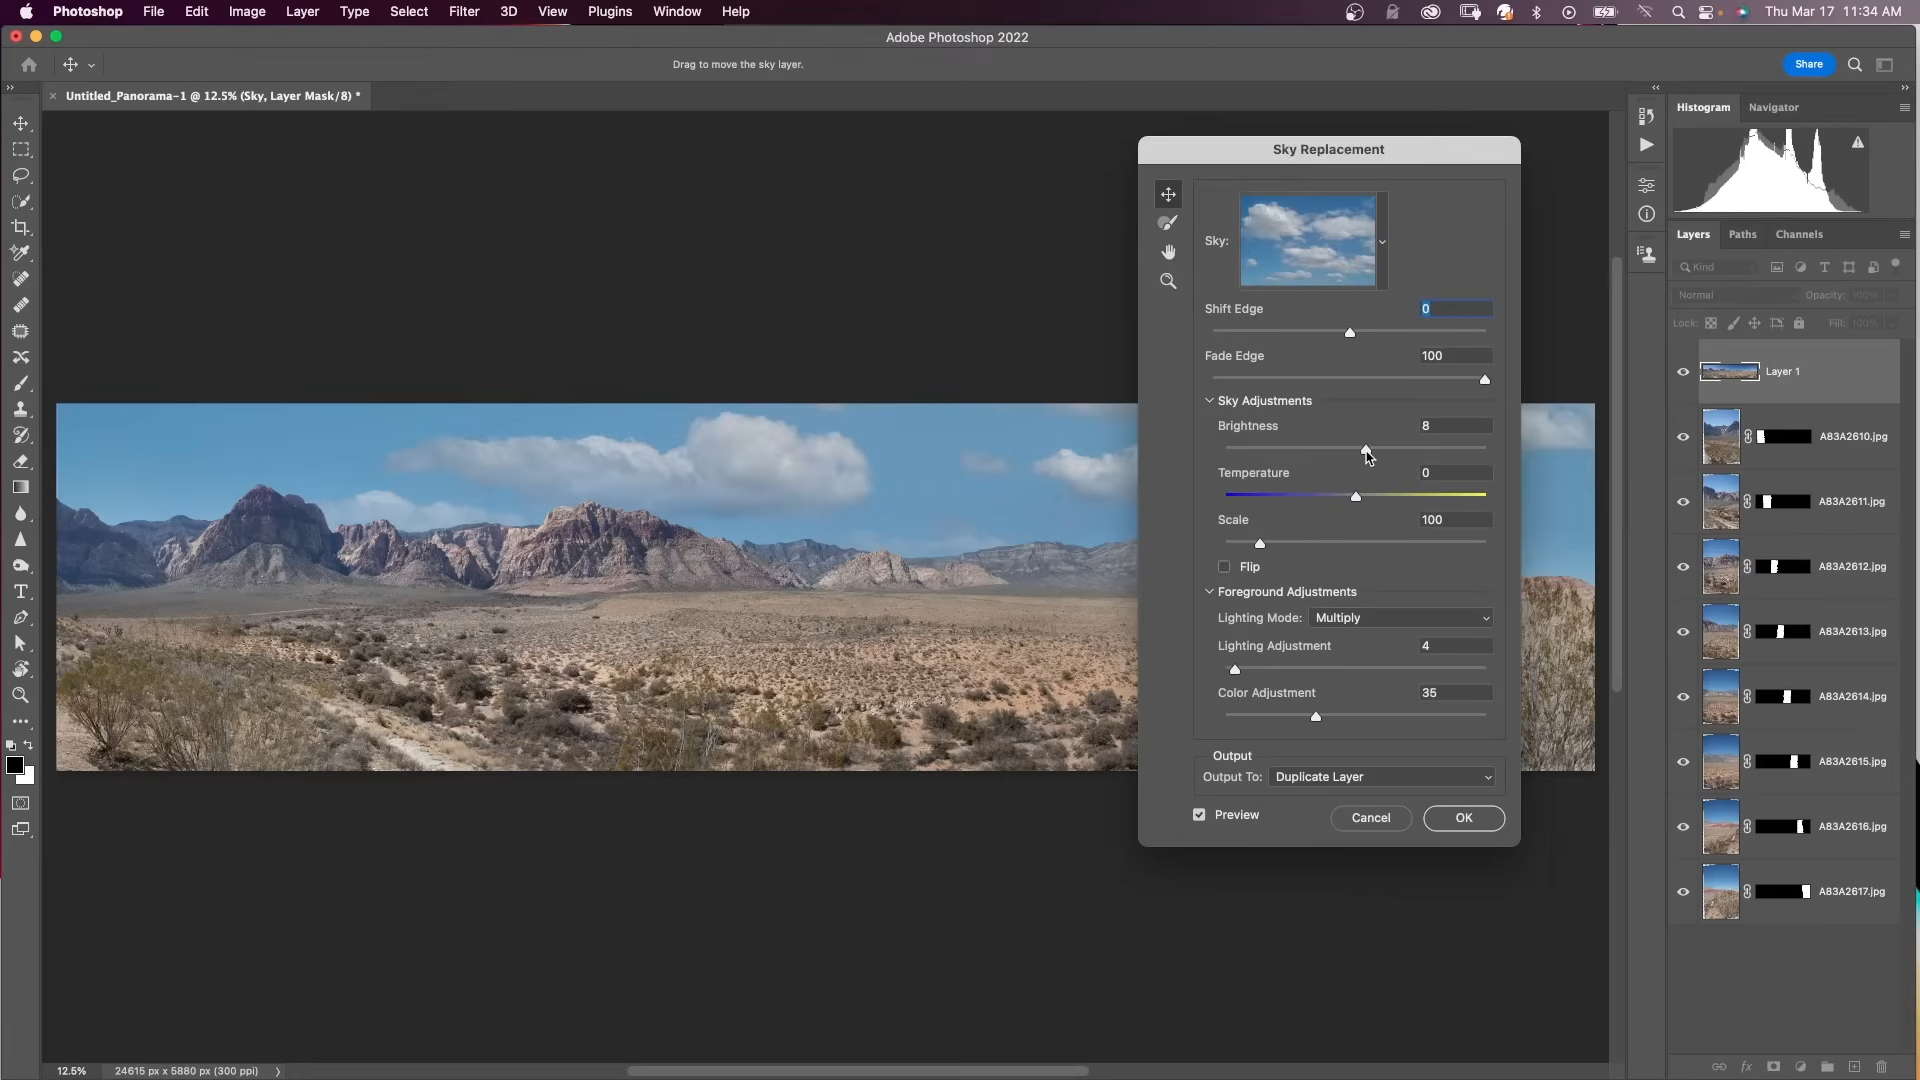 Photoshop File Edit Image Layer Type Select Filter 3D View Plugins Window Help Thu Mar 17 11:34 AM
Adobe Photoshop 2022
Drag to move the sky layer.
Share
Untitled_Panorama-1 @ 12.5% (Sky, Layer Mask/8) *
Histogram Navigator
Sky Replacement
Sky:
Shift Edge 0
Fade Edge 100
Sky Adjustments
Brightness 8
Temperature 0
Scale 100
Flip
Foreground Adjustments
Lighting Mode: Multiply
Lighting Adjustment 4
Color Adjustment 35
Output
Output To: Duplicate Layer
Preview Cancel OK
Layers Paths Channels
Kind
Normal Opacity: 100%
Lock: Fill: 100%
Layer 1
A83A2610.jpg
A83A2611.jpg
A83A2612.jpg
A83A2613.jpg
A83A2614.jpg
A83A2615.jpg
A83A2616.jpg
A83A2617.jpg
12.5% 24615 px x 5880 px (300 ppi)